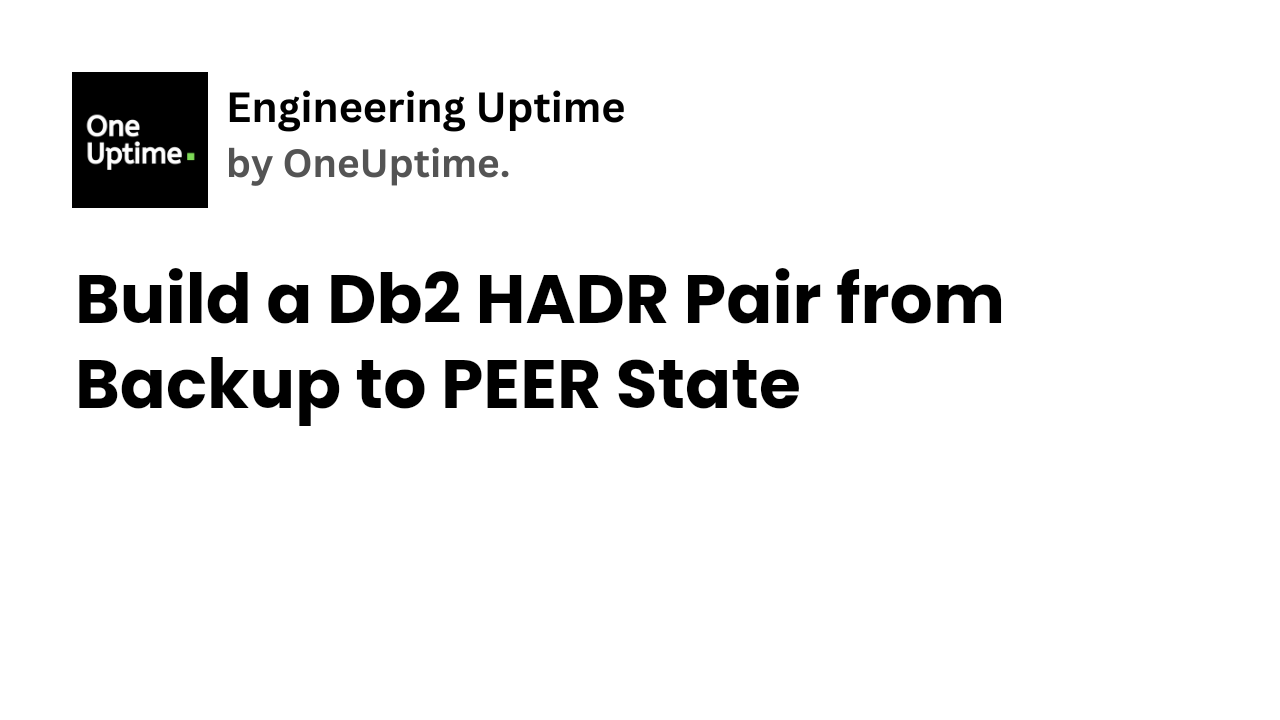 One
Uptime.
Engineering Uptime
by OneUptime.
Build a Db2 HADR Pair from
Backup to PEER State